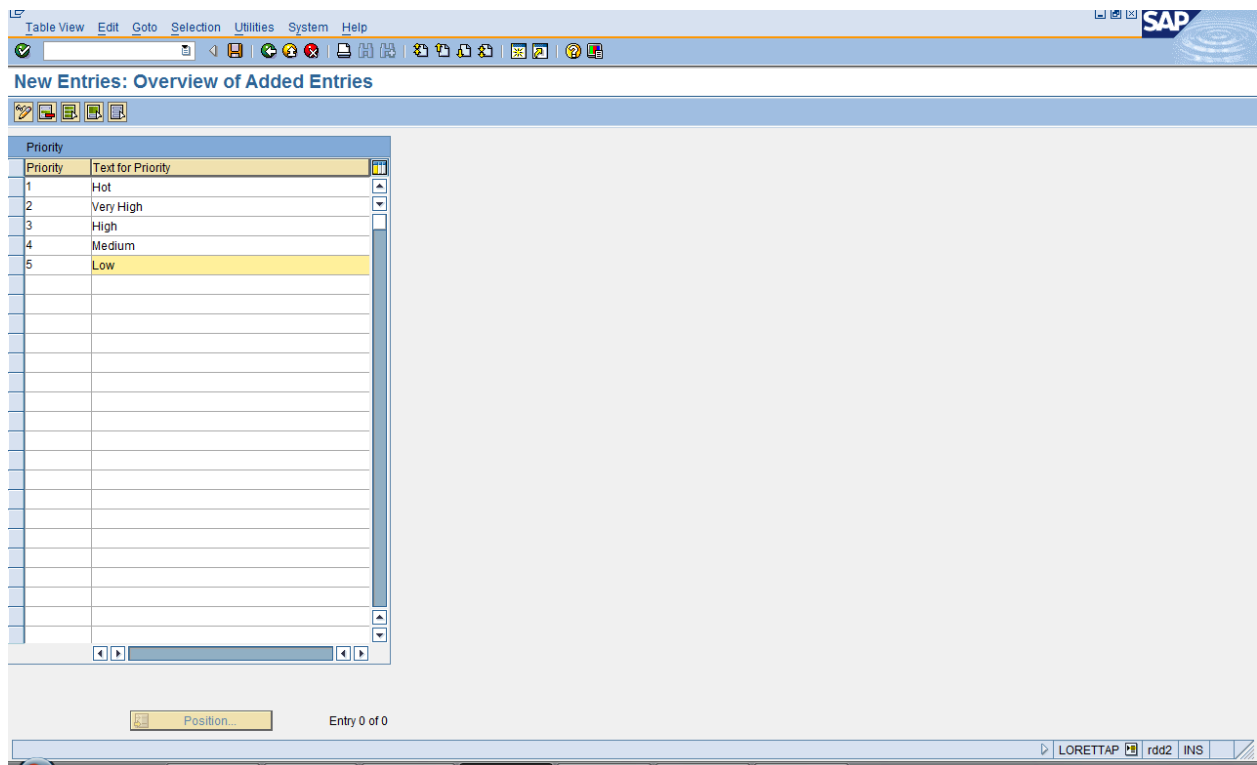 Table View Edit Goto Selection Utilities System Help
SAP
New Entries: Overview of Added Entries
Priority
Priority Text for Priority
1 Hot
2 Very High
3 High
4 Medium
5 Low
Position... Entry 0 of 0
LORETTAP rdd2 INS